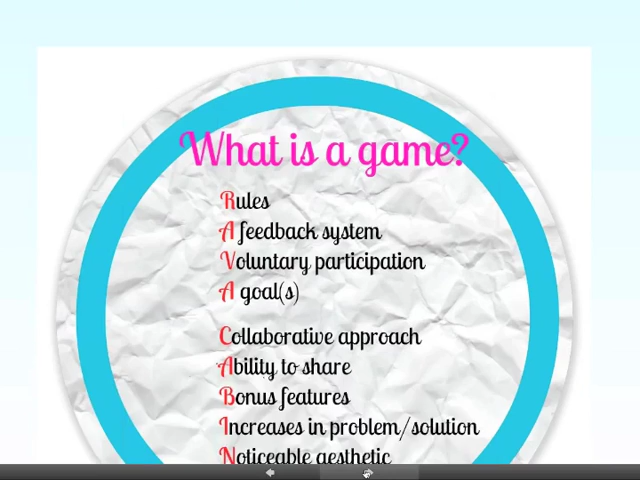 What is a game?
Rules
A feedback system
Voluntary participation
A goal(s)
Collaborative approach
Ability to share
Bonus features
Increases in problem/solution
Noticeable aesthetic